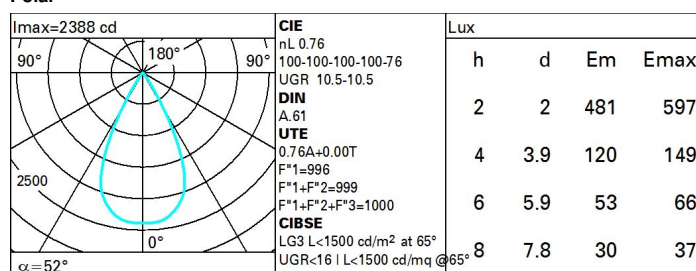 Imax=2388 cd
90° 180° 90°
2500
0°
α=52°
CIE
nL 0.76
100-100-100-100-76
UGR 10.5-10.5
DIN
A.61
UTE
0.76A+0.00T
F"1=996
F"1+F"2=999
F"1+F"2+F"3=1000
CIBSE
LG3 L<1500 cd/m² at 65°
UGR<16 | L<1500 cd/mq @65°
Lux
h d Em Emax
2 2 481 597
4 3.9 120 149
6 5.9 53 66
8 7.8 30 37